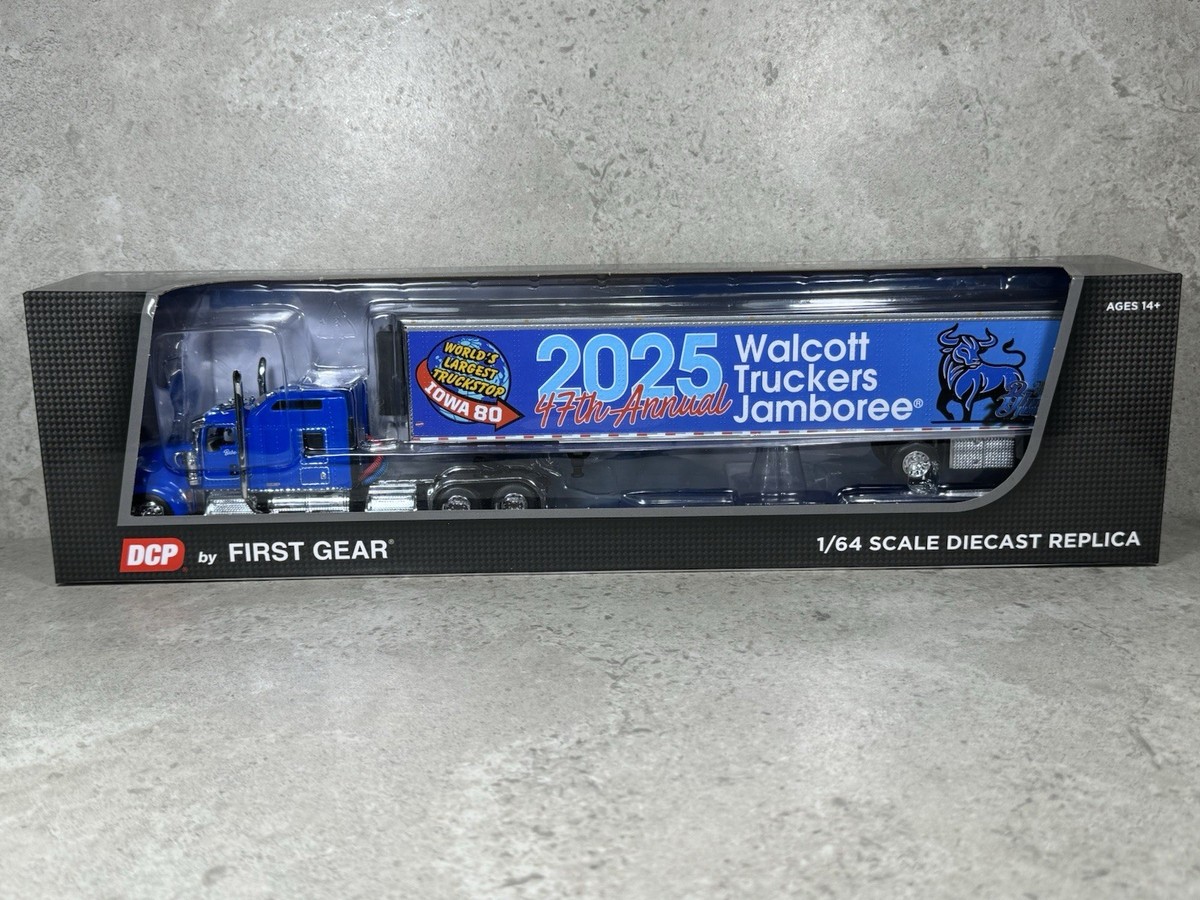 AGES 14+
WORLD'S
LARGEST
TRUCKSTOP
IOWA 80
2025
47th Annual
Walcott
Truckers
Jamboree®
DCP by FIRST GEAR®
1/64 SCALE DIECAST REPLICA